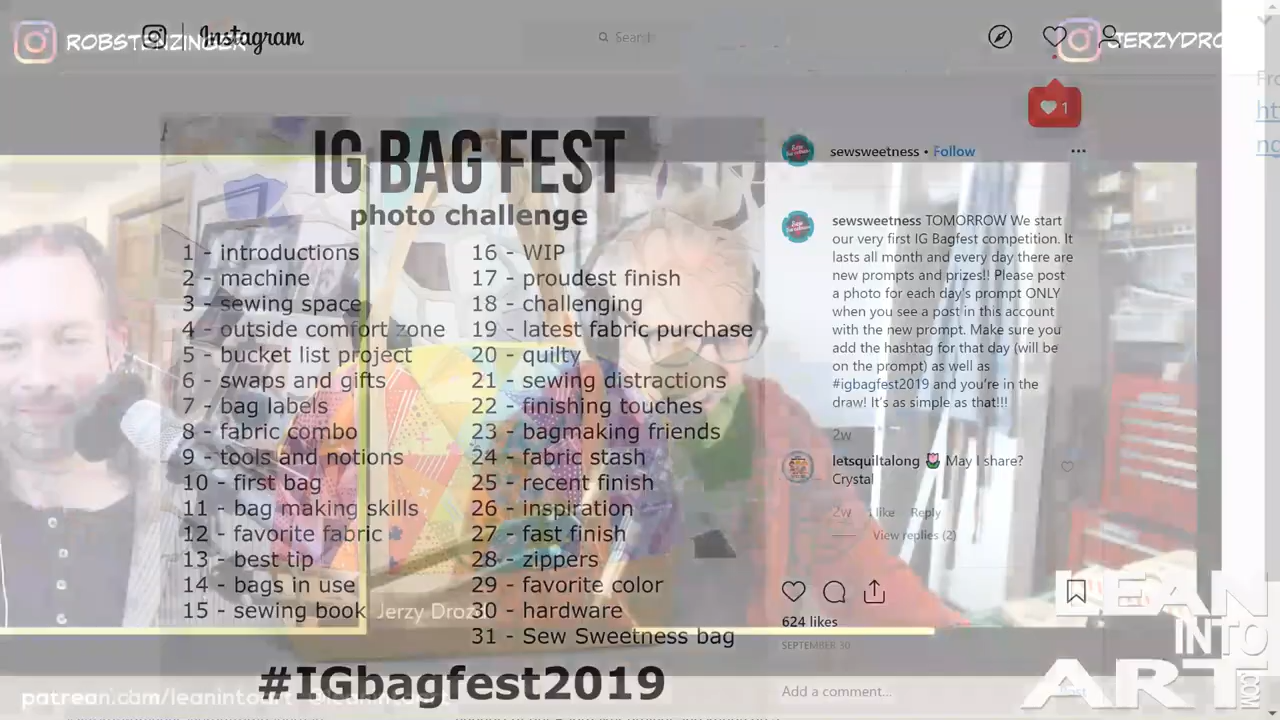 ROBSTENZINGER
Instagram
Search
JERZYDRO
1
IG BAG FEST
photo challenge
1 - introductions
2 - machine
3 - sewing space
4 - outside comfort zone
5 - bucket list project
6 - swaps and gifts
7 - bag labels
8 - fabric combo
9 - tools and notions
10 - first bag
11 - bag making skills
12 - favorite fabric
13 - best tip
14 - bags in use
15 - sewing book
16 - WIP
17 - proudest finish
18 - challenging
19 - latest fabric purchase
20 - quilty
21 - sewing distractions
22 - finishing touches
23 - bagmaking friends
24 - fabric stash
25 - recent finish
26 - inspiration
27 - fast finish
28 - zippers
29 - favorite color
30 - hardware
31 - Sew Sweetness bag
#IGbagfest2019
Jerzy Droz
sewsweetness • Follow
sewsweetness TOMORROW We start
our very first IG Bagfest competition. It
lasts all month and every day there are
new prompts and prizes!! Please post
a photo for each day's prompt ONLY
when you see a post in this account
with the new prompt. Make sure you
add the hashtag for that day (will be
on the prompt) as well as
#igbagfest2019 and you're in the
draw! It's as simple as that!!!
2w
letsquiltalong 🌷 May I share?
Crystal
2w 1 like Reply
View replies (2)
624 likes
SEPTEMBER 30
Add a comment...
Post
patreon.com/leanintoart @leanintoart
LEAN
INTO
ART
.COM